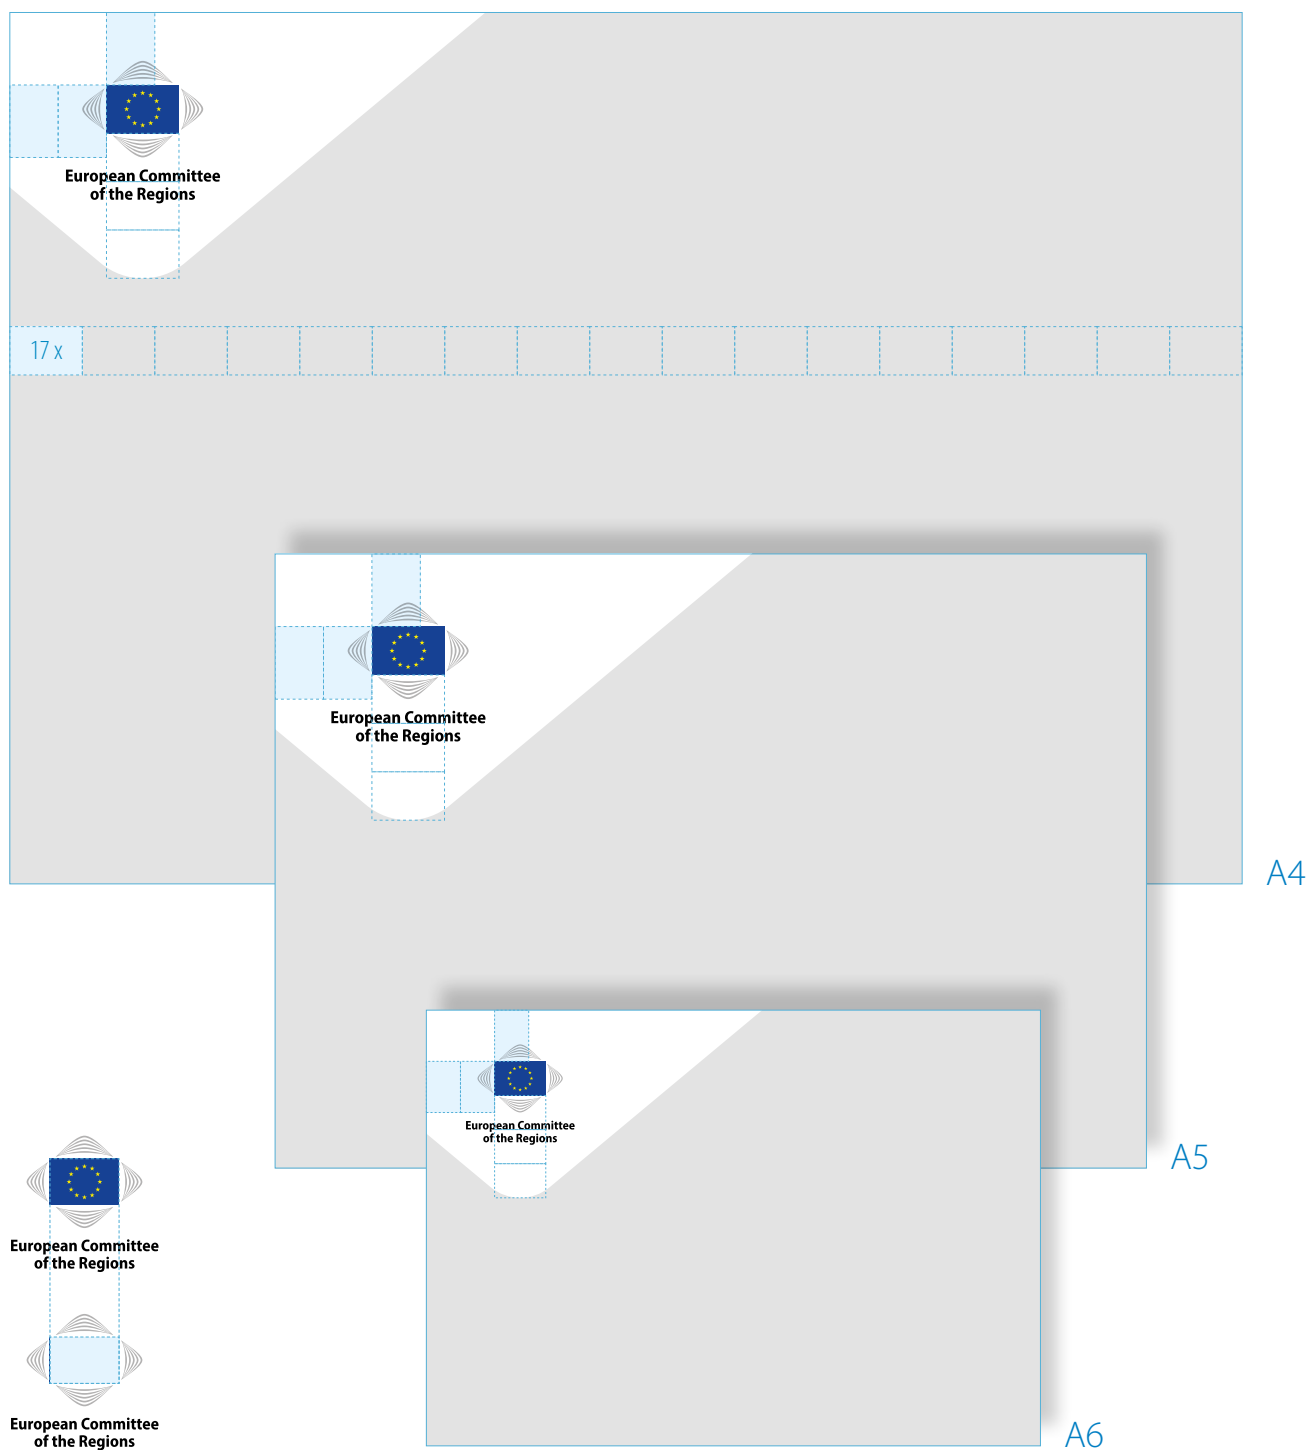 European Committee
of the Regions
17 x
A4
European Committee
of the Regions
A5
European Committee
of the Regions
A6
European Committee
of the Regions
European Committee
of the Regions